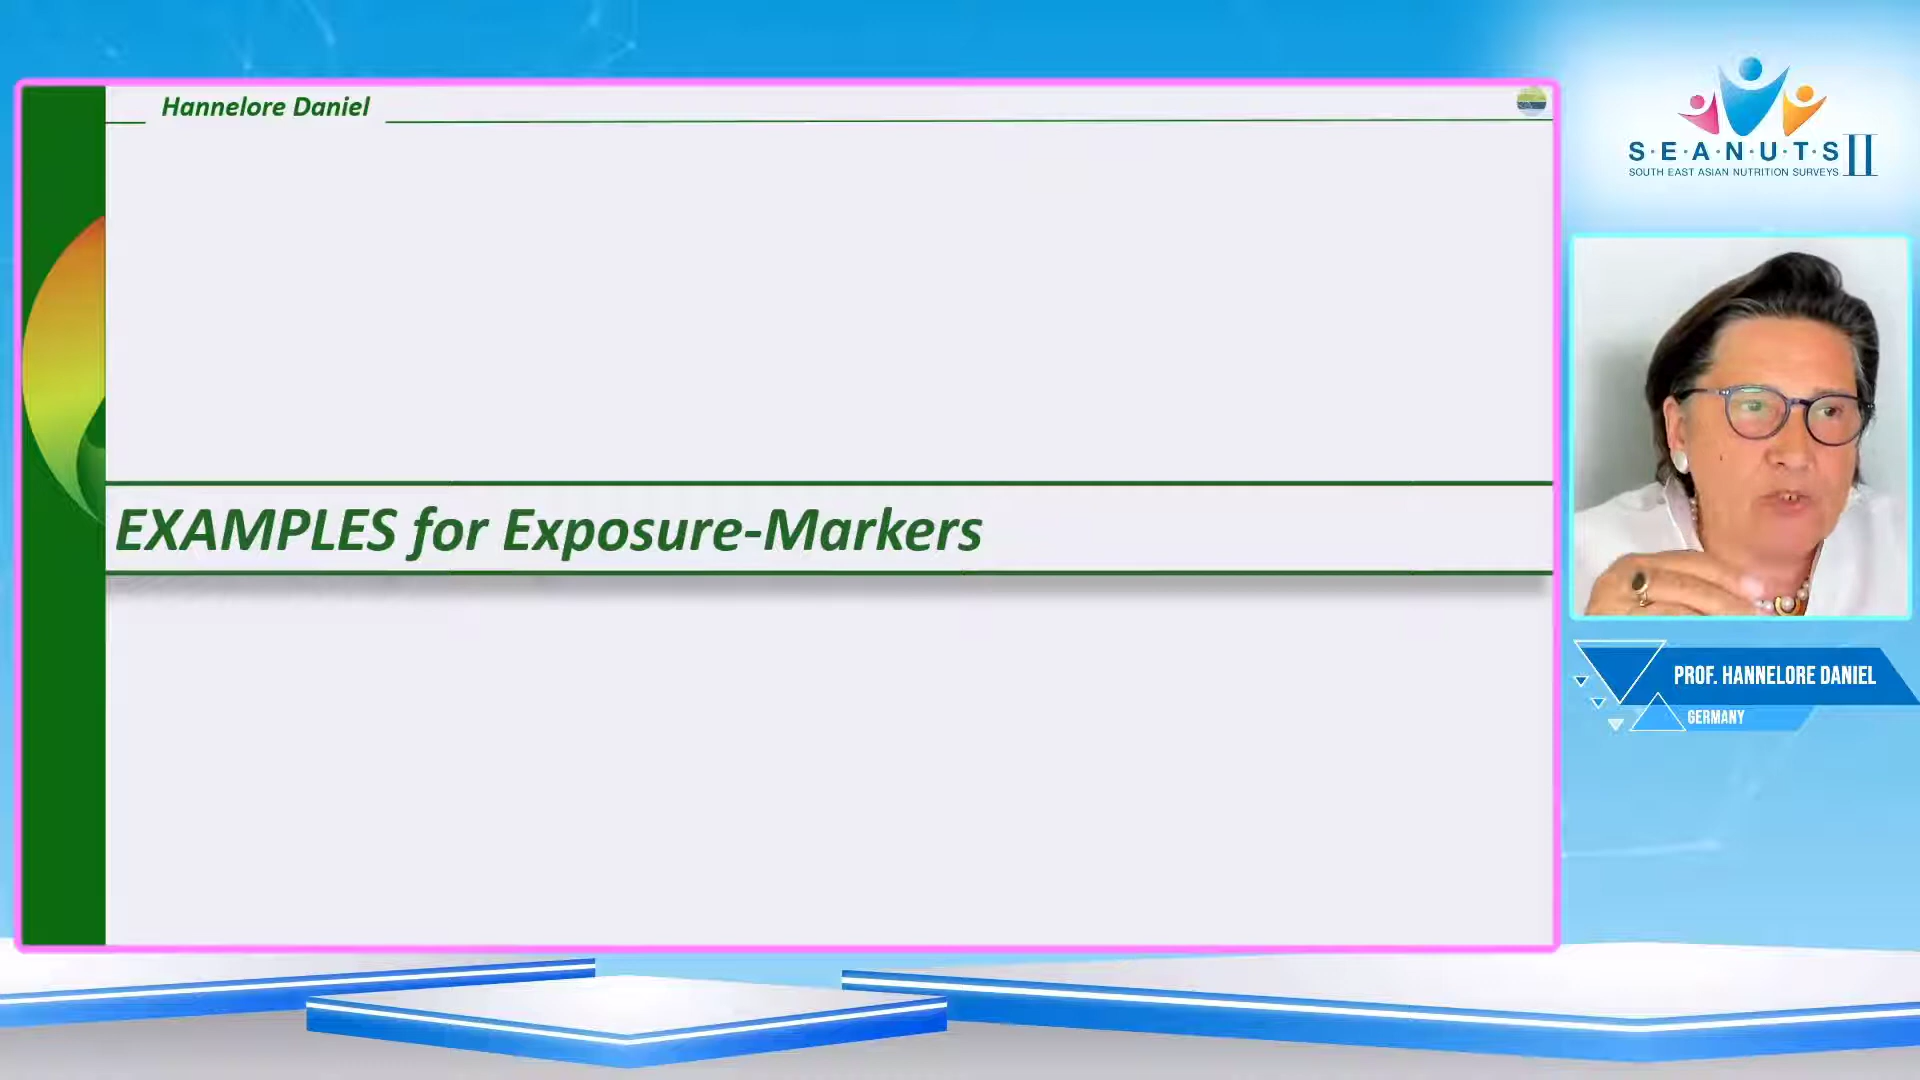 Hannelore Daniel
EXAMPLES for Exposure-Markers
S·E·A·N·U·T·S II
SOUTH EAST ASIAN NUTRITION SURVEYS
PROF. HANNELORE DANIEL
GERMANY